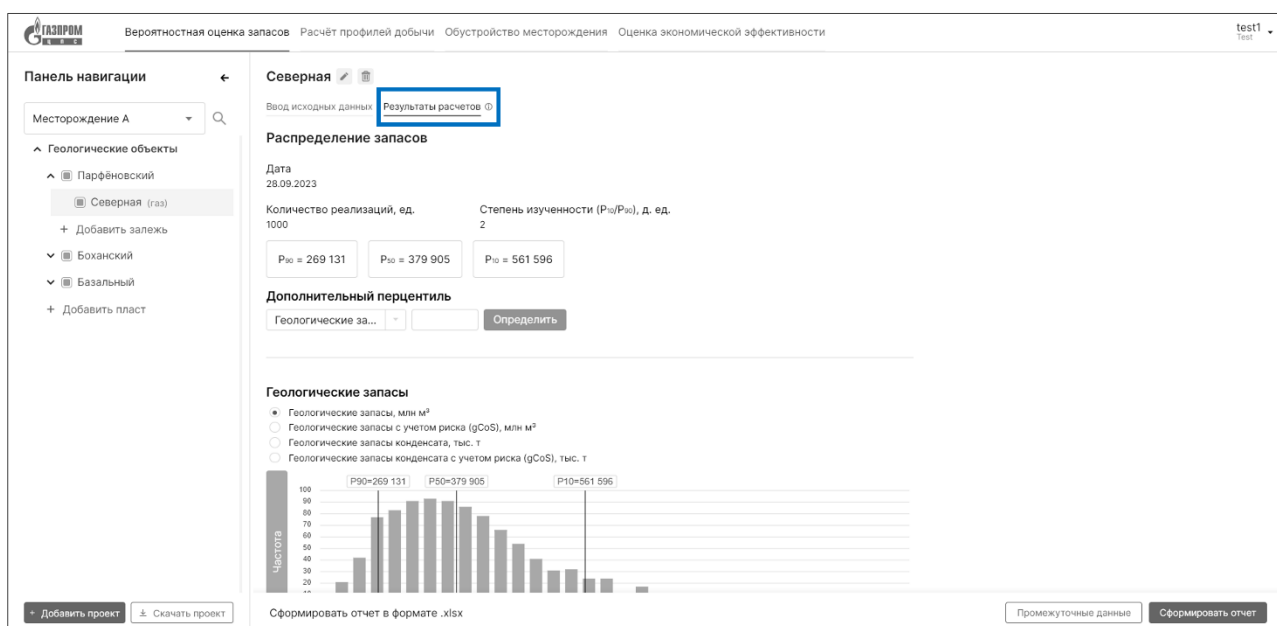 ГАЗПРОМ
ЦПС
Вероятностная оценка запасов Расчёт профилей добычи Обустройство месторождения Оценка экономической эффективности
test1
Test
Панель навигации
Месторождение А
Геологические объекты
Парфёновский
Северная (газ)
+ Добавить залежь
Боханский
Базальный
+ Добавить пласт
+ Добавить проект
Скачать проект
Северная
Ввод исходных данных Результаты расчетов
Распределение запасов
Дата
28.09.2023
Количество реализаций, ед. Степень изученности (P10/P90), д. ед.
1000 2
P90 = 269 131 P50 = 379 905 P10 = 561 596
Дополнительный перцентиль
Геологические за... Определить
Геологические запасы
Геологические запасы, млн м³
Геологические запасы с учетом риска (gCoS), млн м³
Геологические запасы конденсата, тыс. т
Геологические запасы конденсата с учетом риска (gCoS), тыс. т
P90=269 131 P50=379 905 P10=561 596
Частота
100
90
80
70
60
50
40
30
20
10
Сформировать отчет в формате .xlsx
Промежуточные данные Сформировать отчет